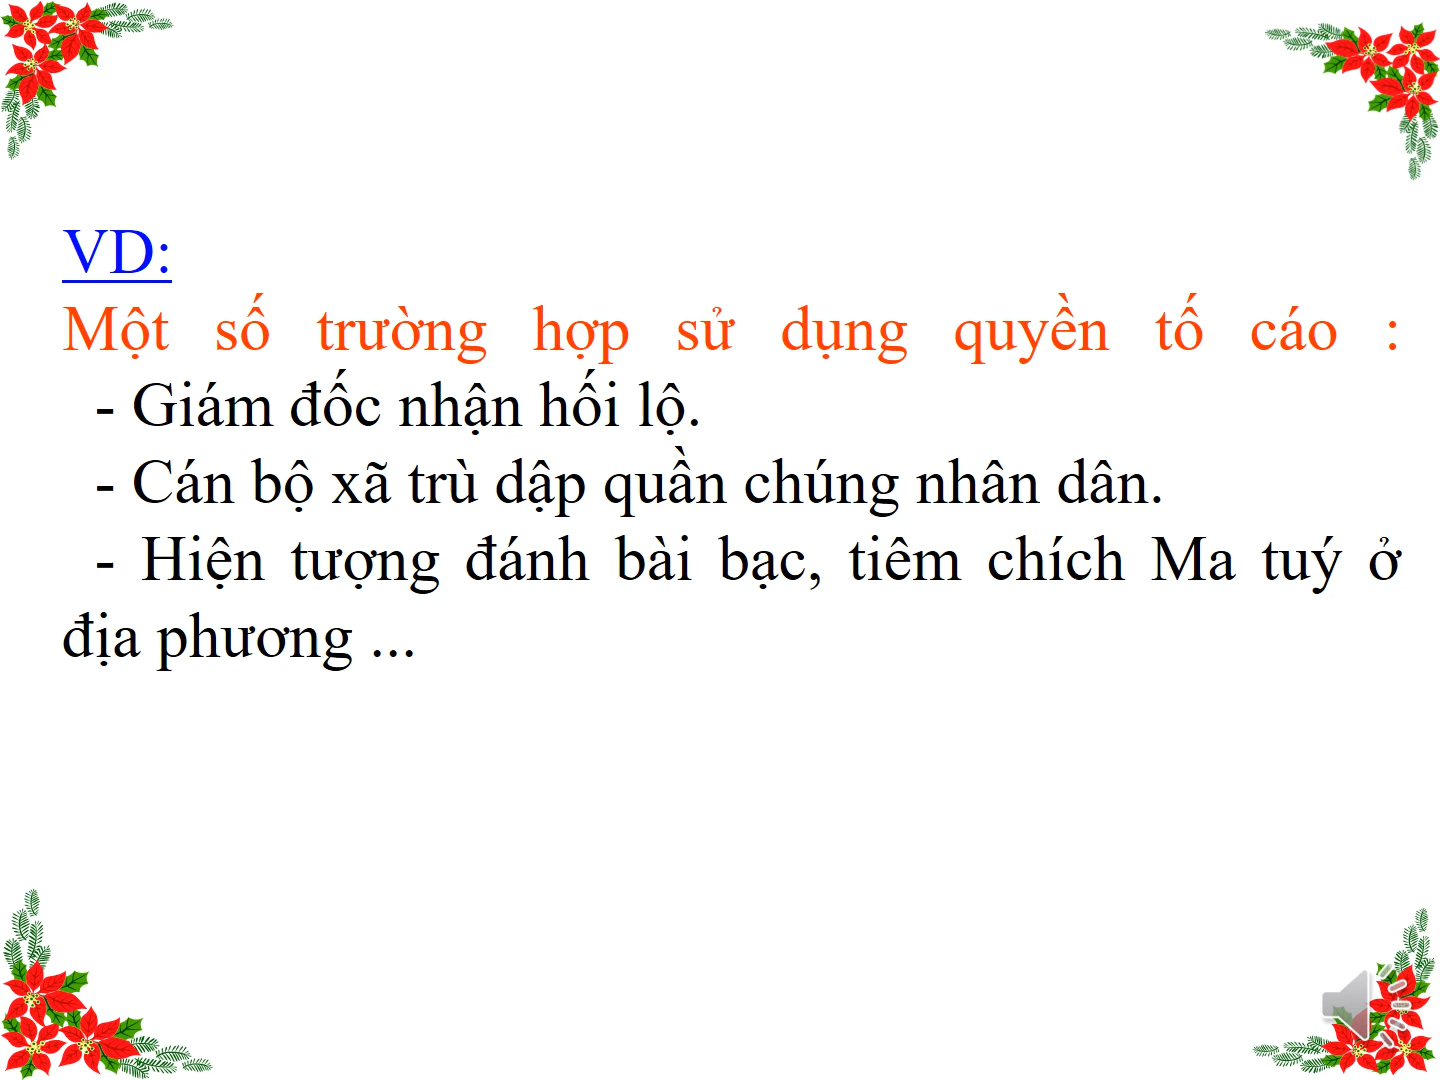 VD:
Một số trường hợp sử dụng quyền tố cáo :
- Giám đốc nhận hối lộ.
- Cán bộ xã trù dập quần chúng nhân dân.
- Hiện tượng đánh bài bạc, tiêm chích Ma tuý ở
địa phương ...